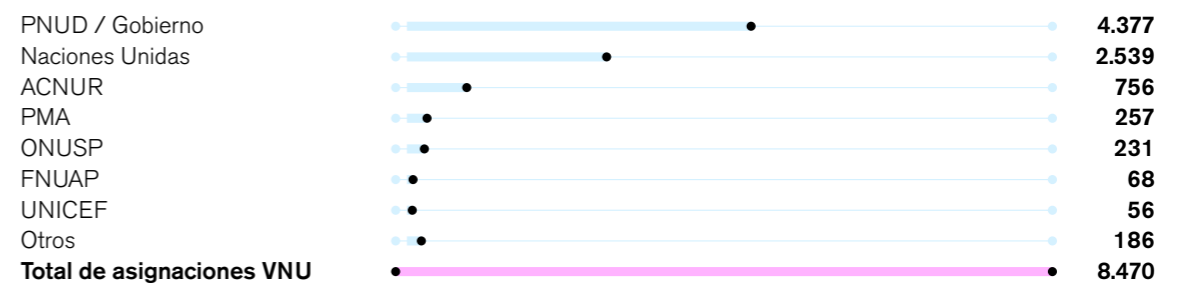 PNUD / Gobierno 4.377
Naciones Unidas 2.539
ACNUR 756
PMA 257
ONUSP 231
FNUAP 68
UNICEF 56
Otros 186
Total de asignaciones VNU 8.470